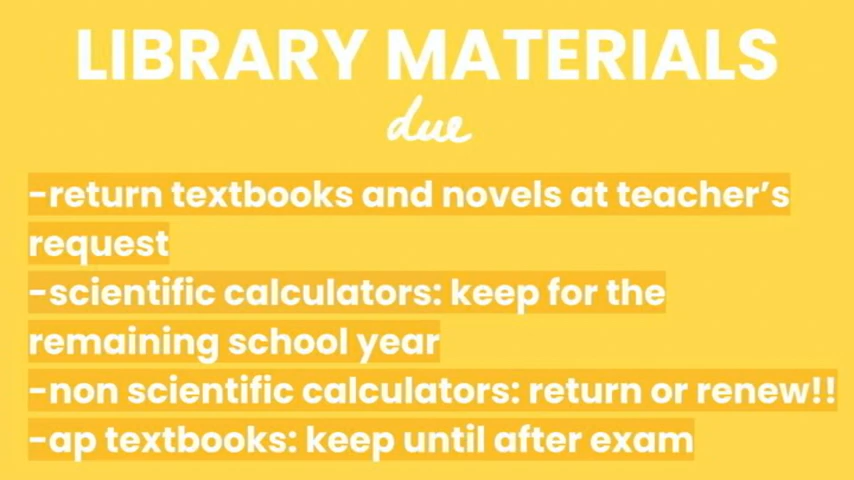 LIBRARY MATERIALS
due
-return textbooks and novels at teacher's
request
-scientific calculators: keep for the
remaining school year
-non scientific calculators: return or renew!!
-ap textbooks: keep until after exam